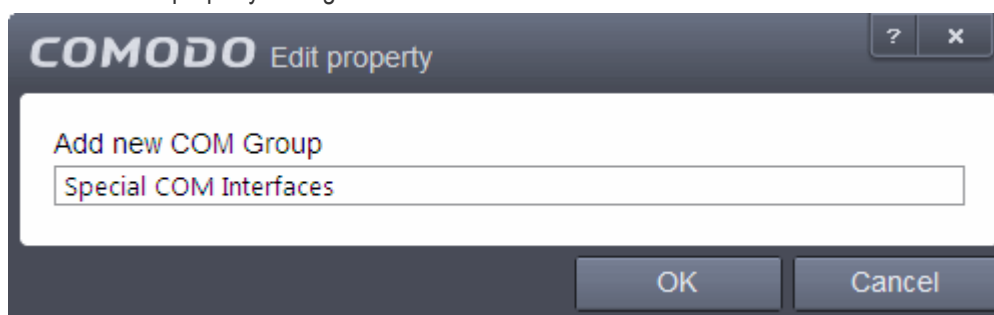 COMODO Edit property
? ×
Add new COM Group
Special COM Interfaces
OK Cancel